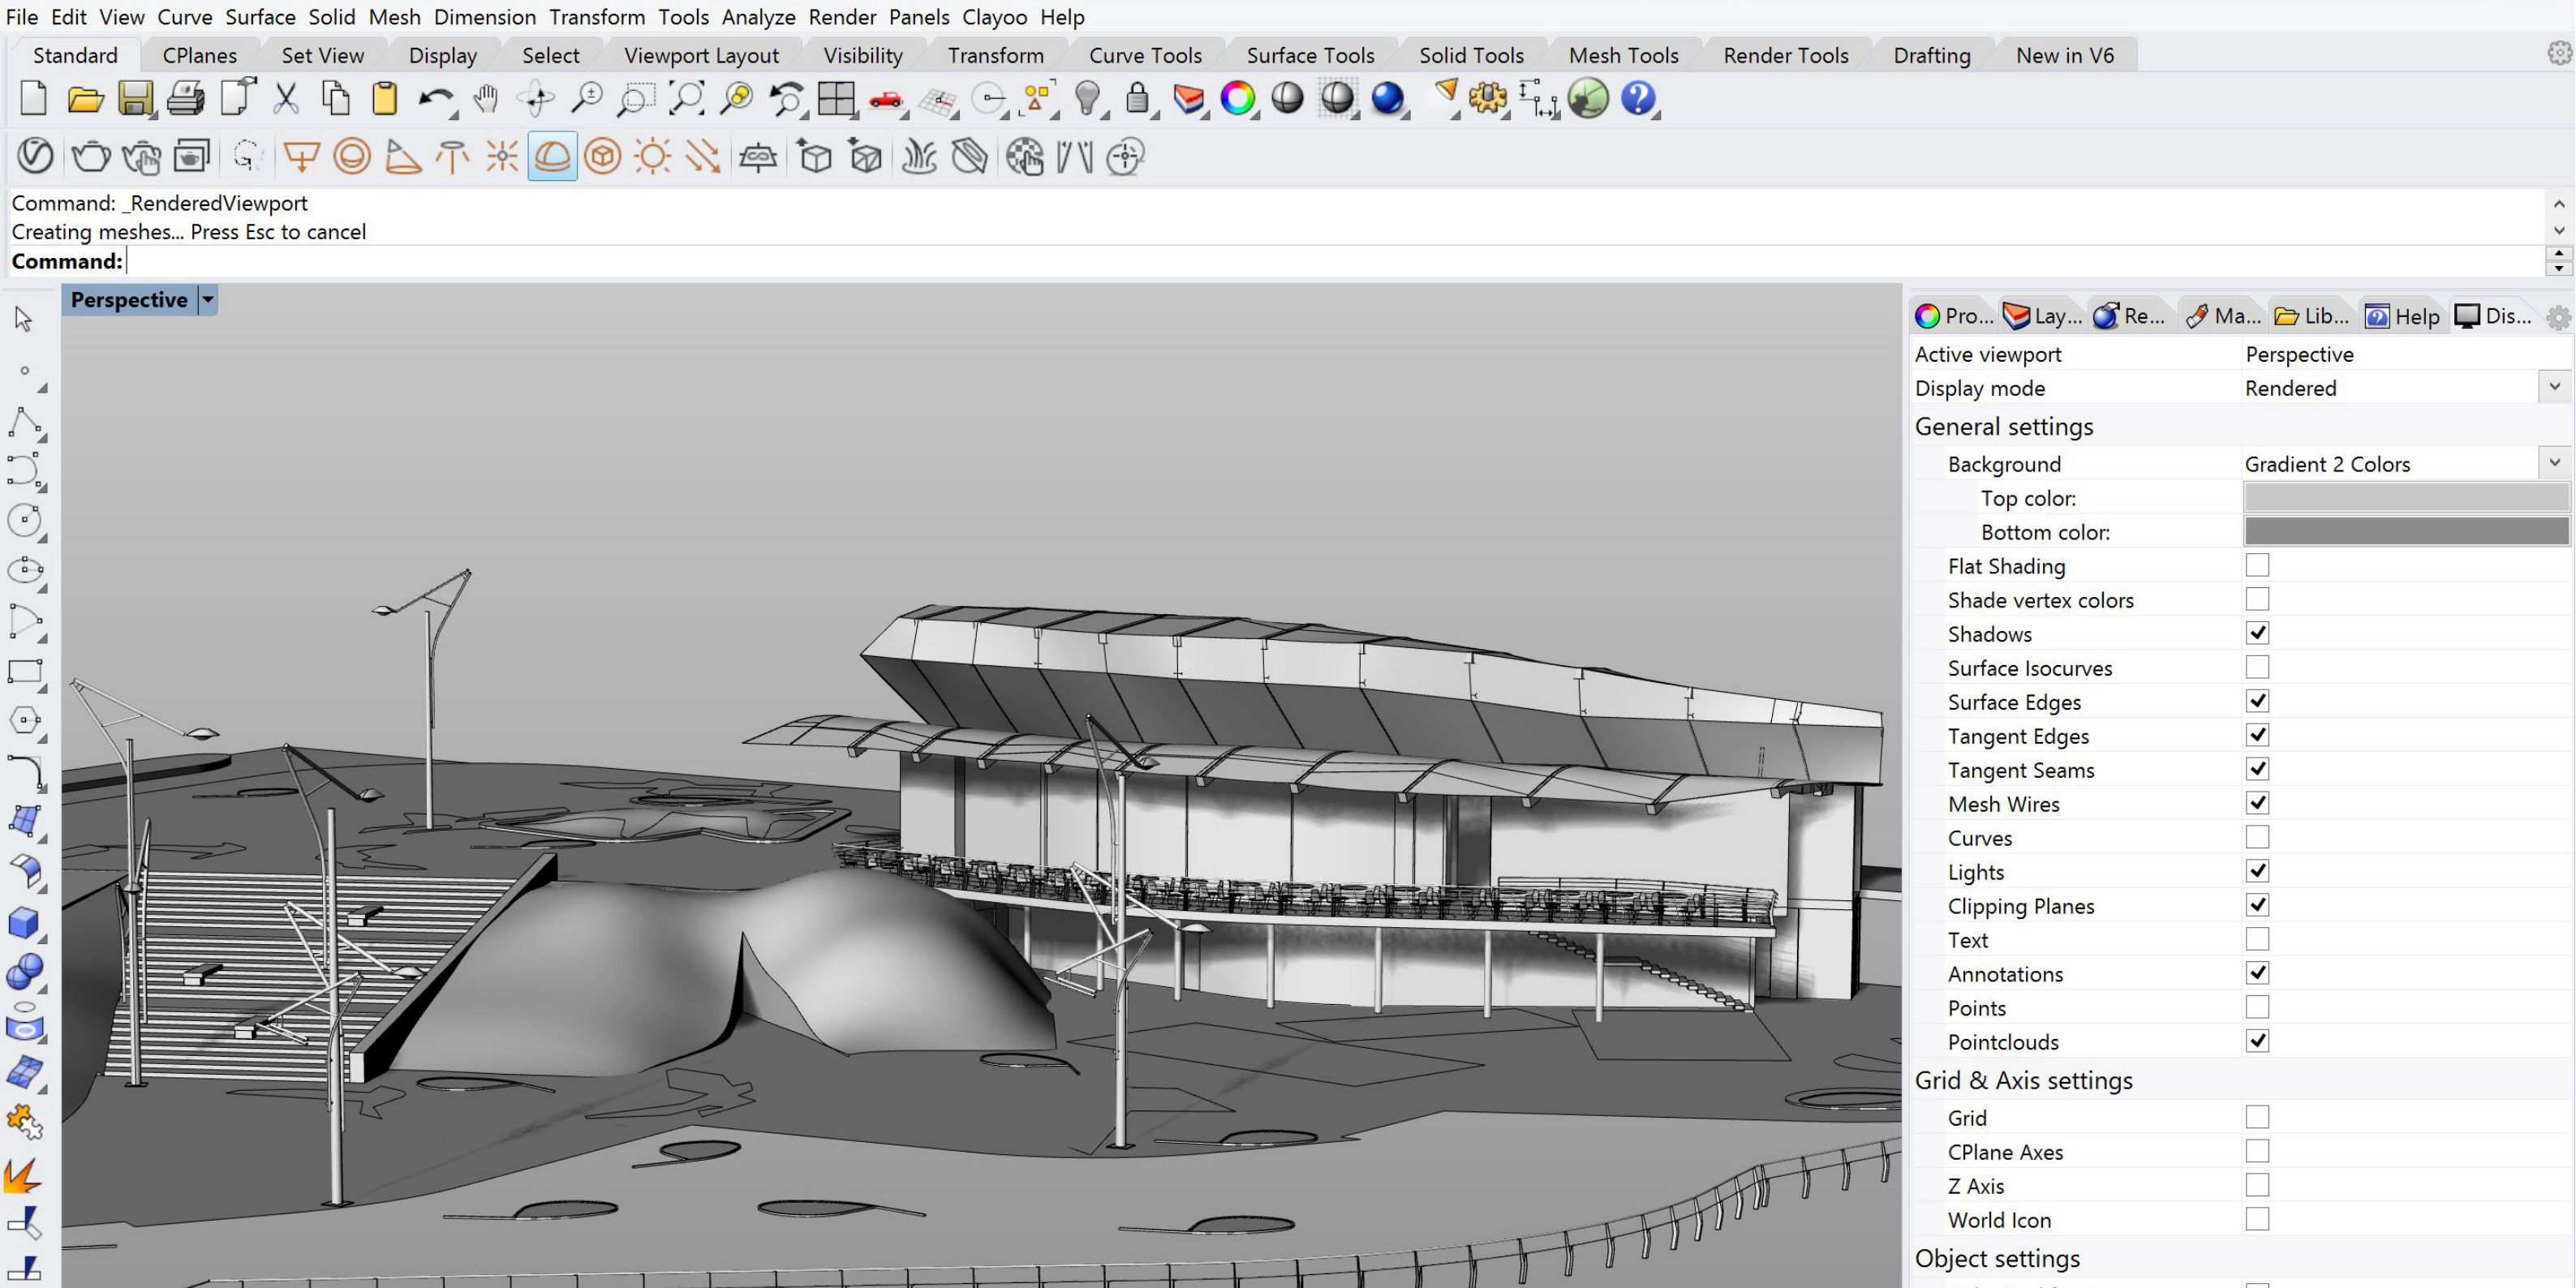 File Edit View Curve Surface Solid Mesh Dimension Transform Tools Analyze Render Panels Clayoo Help
Standard CPlanes Set View Display Select Viewport Layout Visibility Transform Curve Tools Surface Tools Solid Tools Mesh Tools Render Tools Drafting New in V6
Command: _RenderedViewport
Creating meshes... Press Esc to cancel
Command:
Perspective
Pro... Lay... Re... Ma... Lib... Help Dis...
Active viewport Perspective
Display mode Rendered
General settings
Background Gradient 2 Colors
Top color:
Bottom color:
Flat Shading
Shade vertex colors
Shadows
Surface Isocurves
Surface Edges
Tangent Edges
Tangent Seams
Mesh Wires
Curves
Lights
Clipping Planes
Text
Annotations
Points
Pointclouds
Grid & Axis settings
Grid
CPlane Axes
Z Axis
World Icon
Object settings